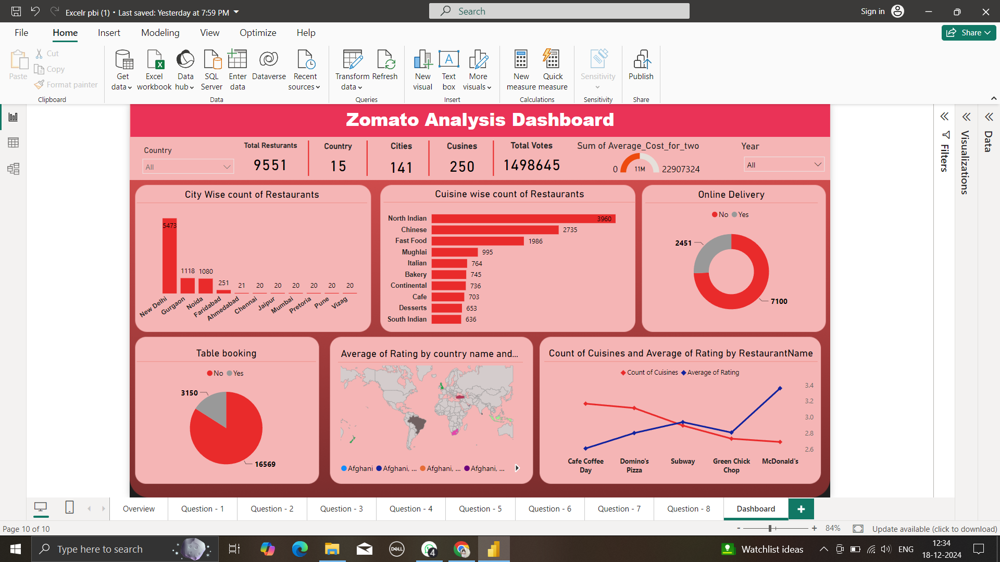 Excelr pbi (1) • Last saved: Yesterday at 7:59 PM
Search
Sign in
File Home Insert Modeling View Optimize Help
Share
Paste
Cut
Copy
Format painter
Clipboard
Get data
Excel workbook
Data hub
SQL Server
Enter data
Dataverse
Recent sources
Data
Transform data
Refresh
Queries
New visual
Text box
More visuals
Insert
New measure
Quick measure
Calculations
Sensitivity
Sensitivity
Publish
Share
Zomato Analysis Dashboard
Country
All
Total Resturants
9551
Country
15
Cities
141
Cusines
250
Total Votes
1498645
Sum of Average_Cost_for_two
0 11M 22907324
Year
All
Filters
Visualizations
Data
City Wise count of Restaurants
5473 1118 1080 251 21 20 20 20 20 20 20
New Delhi Gurgaon Noida Faridabad Ahmedabad Chennai Jaipur Mumbai Pretoria Pune Vizag
Cuisine wise count of Restaurants
North Indian 3960
Chinese 2735
Fast Food 1986
Mughlai 995
Italian 764
Bakery 745
Continental 736
Cafe 703
Desserts 653
South Indian 636
Online Delivery
No Yes
2451
7100
Table booking
No Yes
3150
16569
Average of Rating by country name and...
Afghani Afghani, ... Afghani, ... Afghani, ...
Count of Cuisines and Average of Rating by RestaurantName
Count of Cuisines Average of Rating
3.4
3.2
3.0
2.8
2.6
Cafe Coffee Day
Domino's Pizza
Subway
Green Chick Chop
McDonald's
Overview Question - 1 Question - 2 Question - 3 Question - 4 Question - 5 Question - 6 Question - 7 Question - 8 Dashboard +
Page 10 of 10
- + 84%
Update available (click to download)
Type here to search
DELL
4
Watchlist ideas
ENG
12:34
18-12-2024